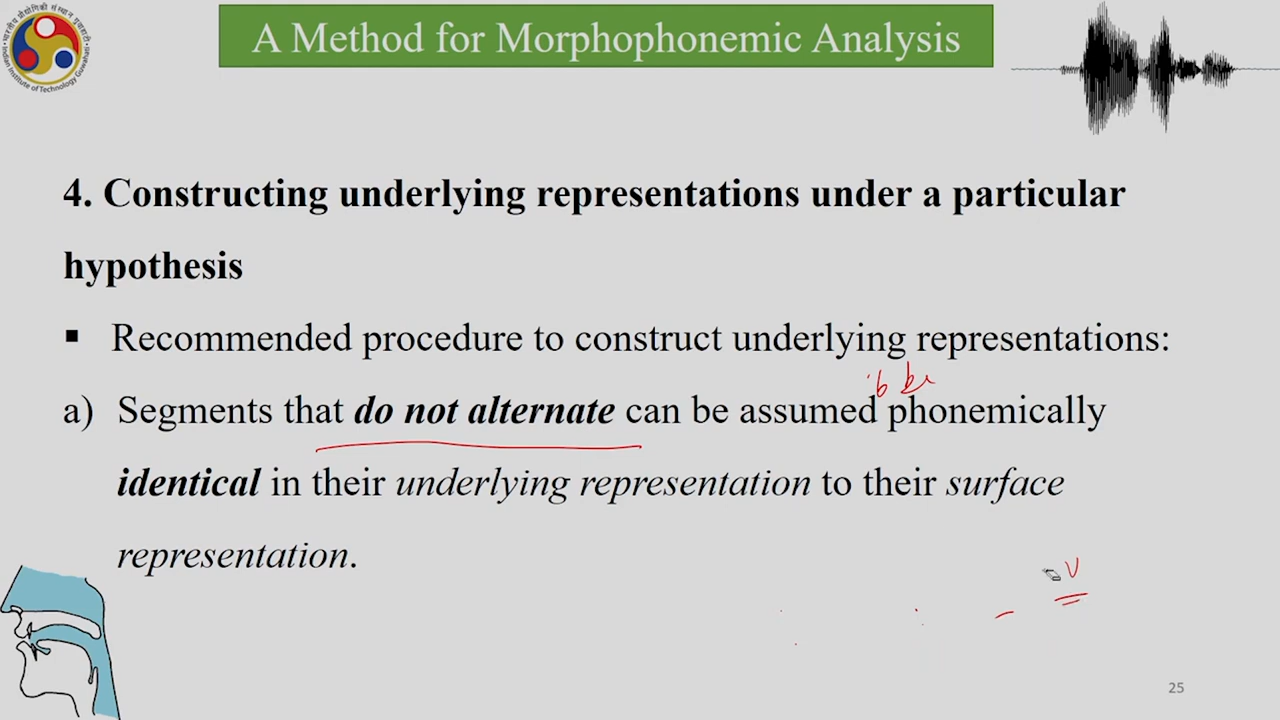 A Method for Morphophonemic Analysis
4. Constructing underlying representations under a particular
hypothesis
▪ Recommended procedure to construct underlying representations:
a) Segments that do not alternate can be assumed phonemically
identical in their underlying representation to their surface
representation.
25